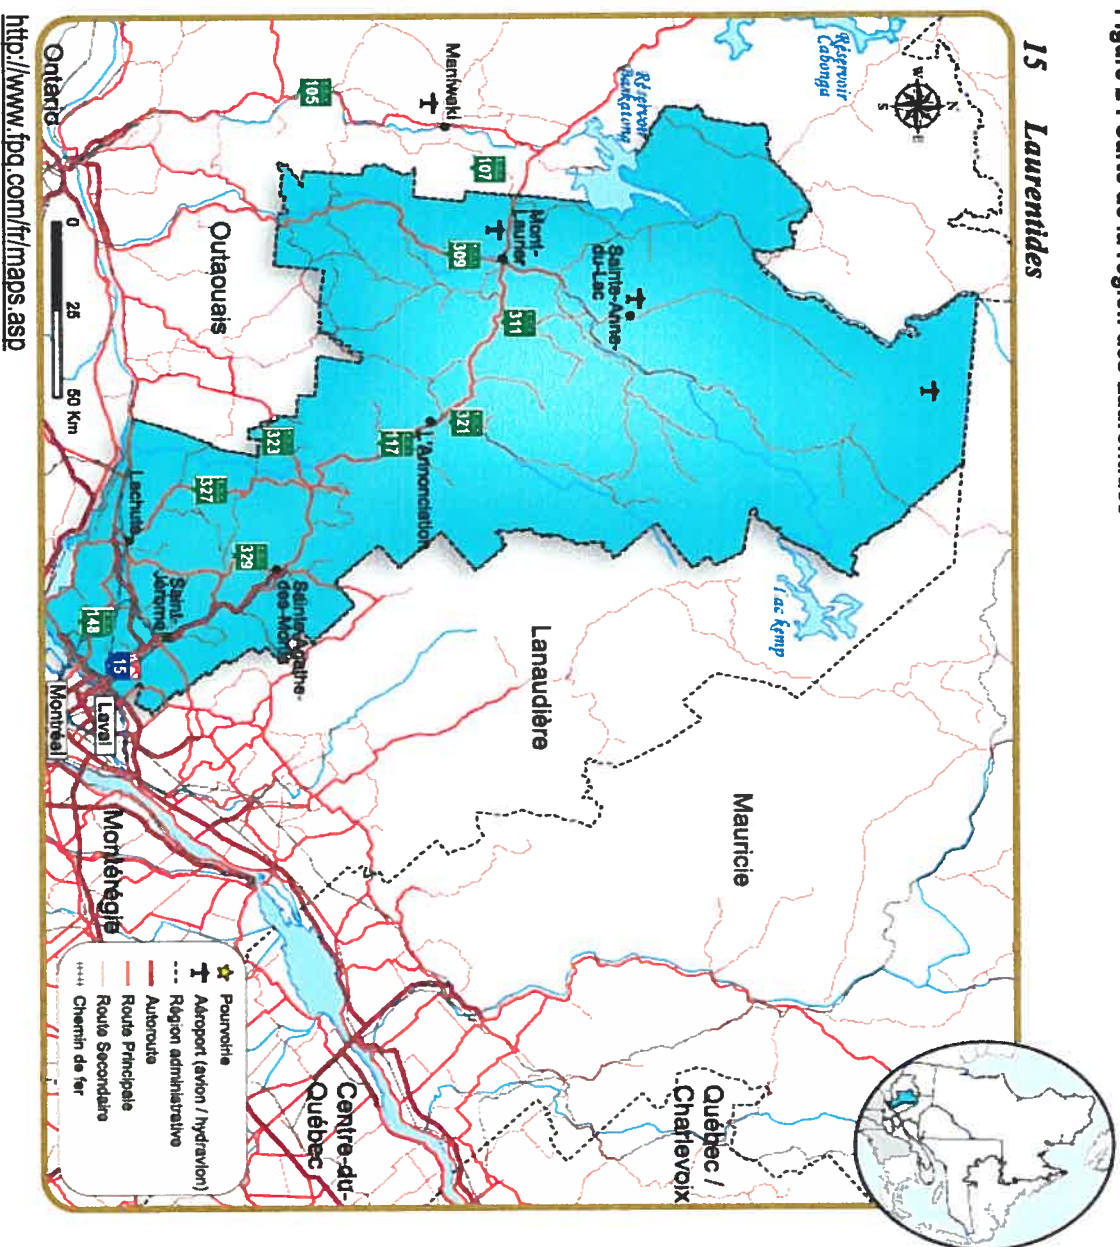 15 Laurentides
Réservoir
Cabonga
Réservoir
Baskatong
N
W
E
S
Maniwaki
105
107
Mont-
Laurier
309
Sainte-Anne-
du-Lac
311
321
L'Annonciation
117
323
327
329
Lachute
Saint-
Jérome
Sainte-Agathe-
des-Monts
148
15
Laval
Montréal
Lac kemp
Ontario
Outaouais
Lanaudière
Mauricie
Montérégie
Québec /
Charlevoix
Centre-du-
Québec
0 25 50 Km
Pourvoirie
Aéroport (avion / hydravion)
Région administrative
Autoroute
Route Principale
Route Secondaire
Chemin de fer
http://www.fpq.com/fr/maps.asp